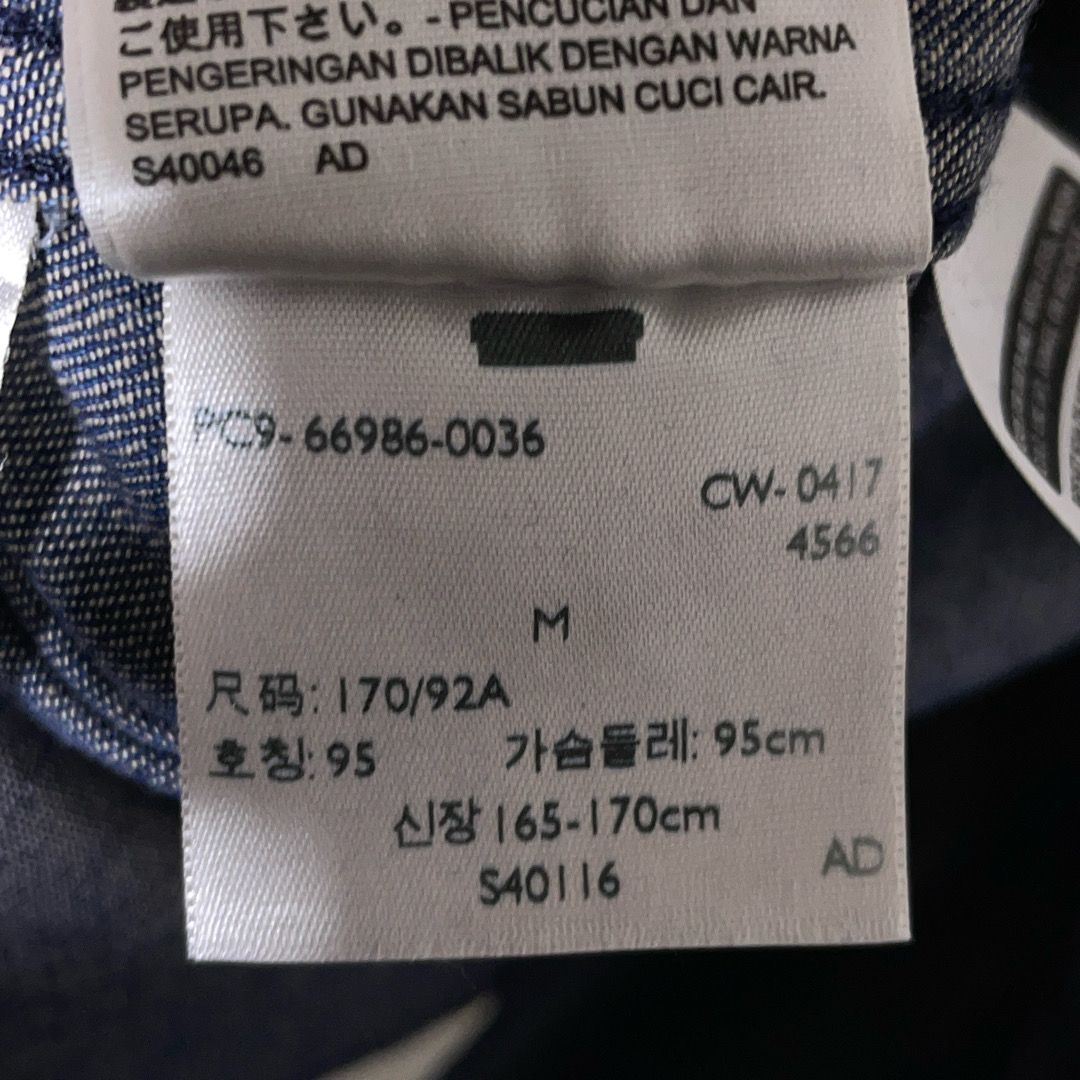 ご使用下さい。- PENCUCIAN DAN
PENGERINGAN DIBALIK DENGAN WARNA
SERUPA. GUNAKAN SABUN CUCI CAIR.
S40046 AD
PC9-66986-0036
CW-0417
4566
M
尺码: 170/92A
호칭: 95 가슴둘레: 95cm
신장 165-170cm
S40116
AD